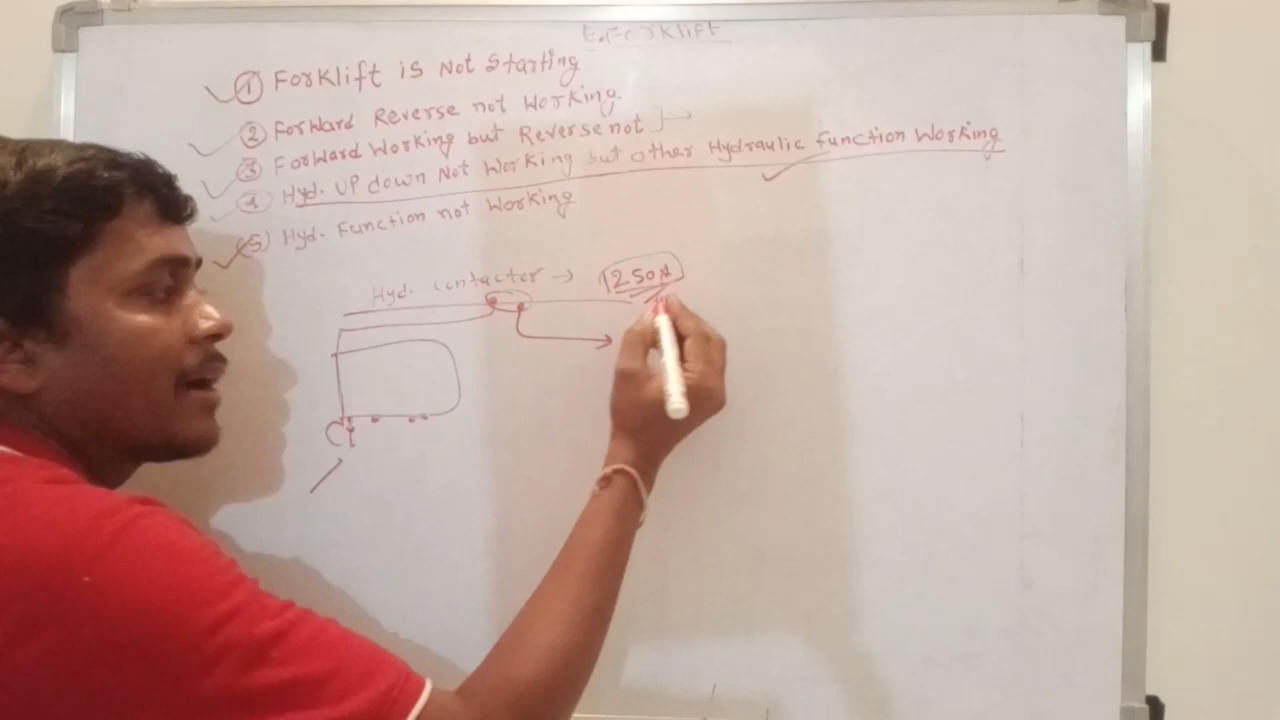 E.Forklift
① Forklift is Not Starting
② Forward Reverse not Working
③ Forward Working but Reverse not
④ Hyd. UP down Not Working but other Hydraulic function Working
(5) Hyd. Function not Working
Hyd. contactor → 250A